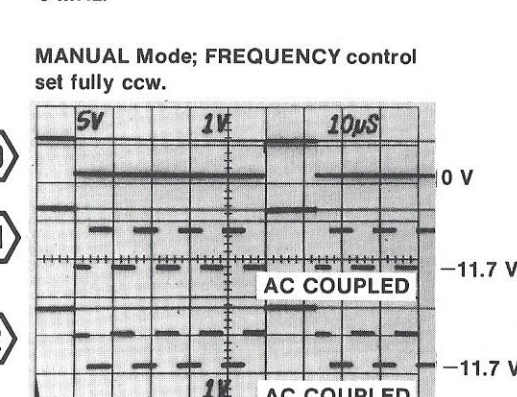 MANUAL Mode; FREQUENCY control
set fully ccw.
5V 1V 10µS
0 V
−11.7 V
AC COUPLED
−11.7 V
1V
AC COUPLED